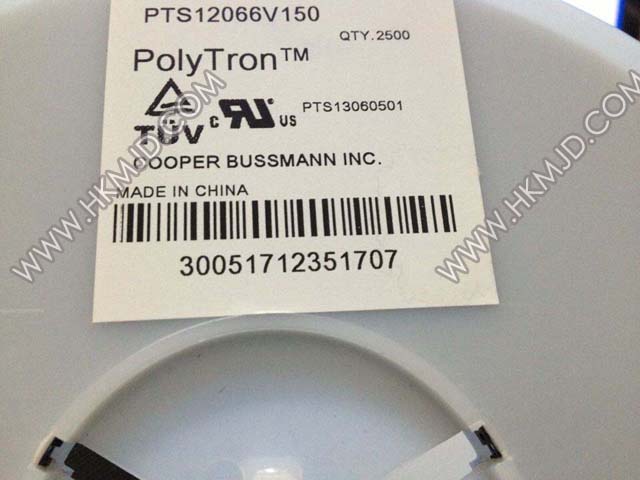 PTS12066V150
QTY.2500
PolyTron™
TÜV
c RU US
PTS13060501
COOPER BUSSMANN INC.
MADE IN CHINA
30051712351707
WWW.HKMJD.COM
WWW.HKMJD.COM